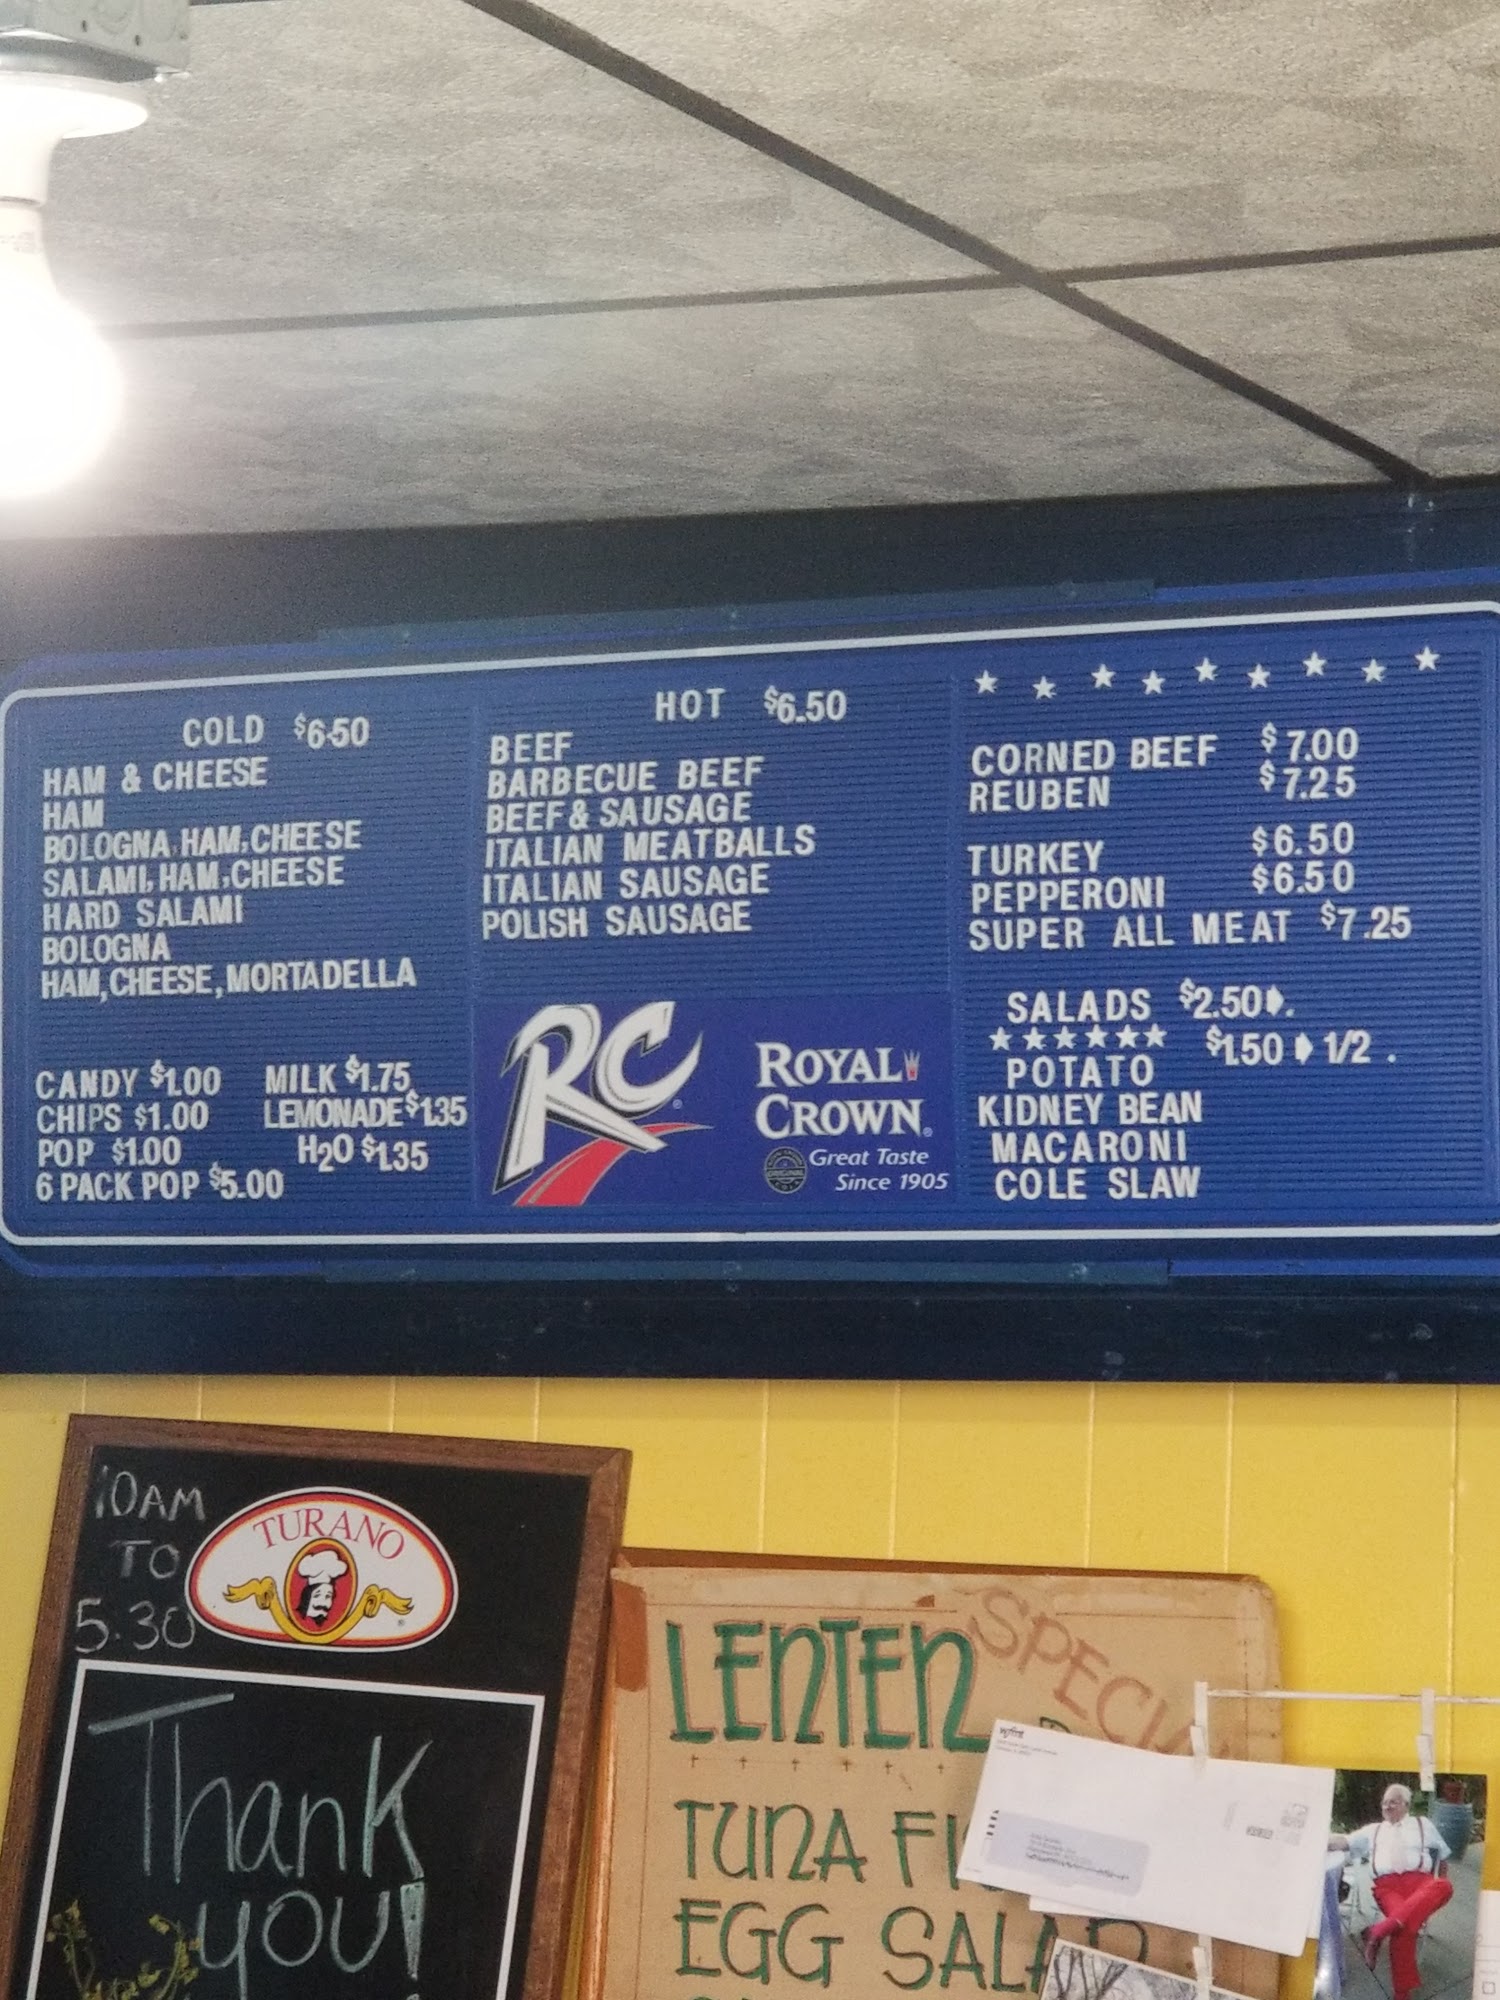 COLD $6.50
HAM & CHEESE
HAM
BOLOGNA, HAM, CHEESE
SALAMI, HAM, CHEESE
HARD SALAMI
BOLOGNA
HAM, CHEESE, MORTADELLA
CANDY $1.00 MILK $1.75
CHIPS $1.00 LEMONADE $1.35
POP $1.00 H2O $1.35
6 PACK POP $5.00
HOT $6.50
BEEF
BARBECUE BEEF
BEEF & SAUSAGE
ITALIAN MEATBALLS
ITALIAN SAUSAGE
POLISH SAUSAGE
RC
ROYAL
CROWN
Great Taste
Since 1905
CORNED BEEF $7.00
REUBEN $7.25
TURKEY $6.50
PEPPERONI $6.50
SUPER ALL MEAT $7.25
SALADS $2.50
$1.50 1/2
POTATO
KIDNEY BEAN
MACARONI
COLE SLAW
10AM
TO
5.30
TURANO
Thank
you!
LENTEN
TUNA
EGG SALAD